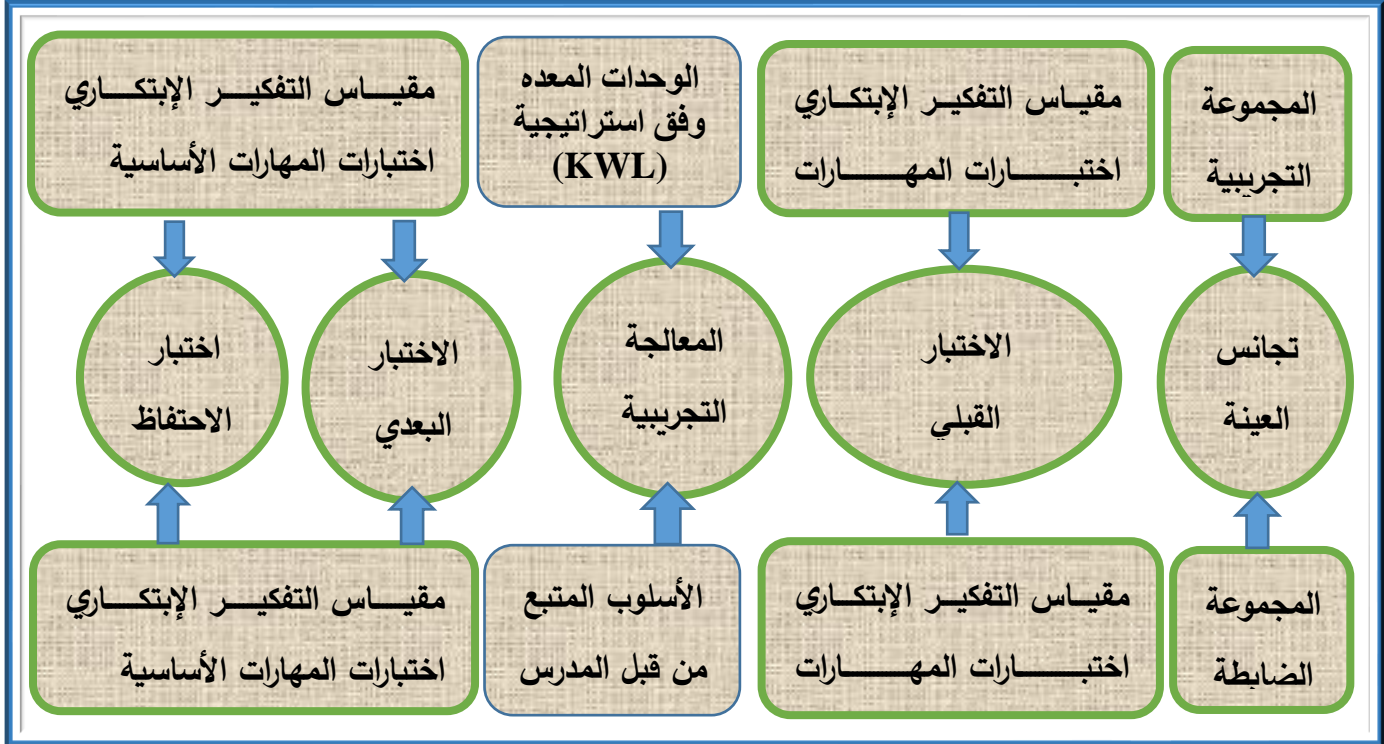 المجموعة
التجريبية
مقياس التفكير الإبتكاري
اختبارات المهارات
الوحدات المعده
وفق استراتيجية
(KWL)
مقياس التفكير الإبتكاري
اختبارات المهارات الأساسية
تجانس
العينة
الاختبار
القبلي
المعالجة
التجريبية
الاختبار
البعدي
اختبار
الاحتفاظ
المجموعة
الضابطة
مقياس التفكير الإبتكاري
اختبارات المهارات
الأسلوب المتبع
من قبل المدرس
مقياس التفكير الإبتكاري
اختبارات المهارات الأساسية